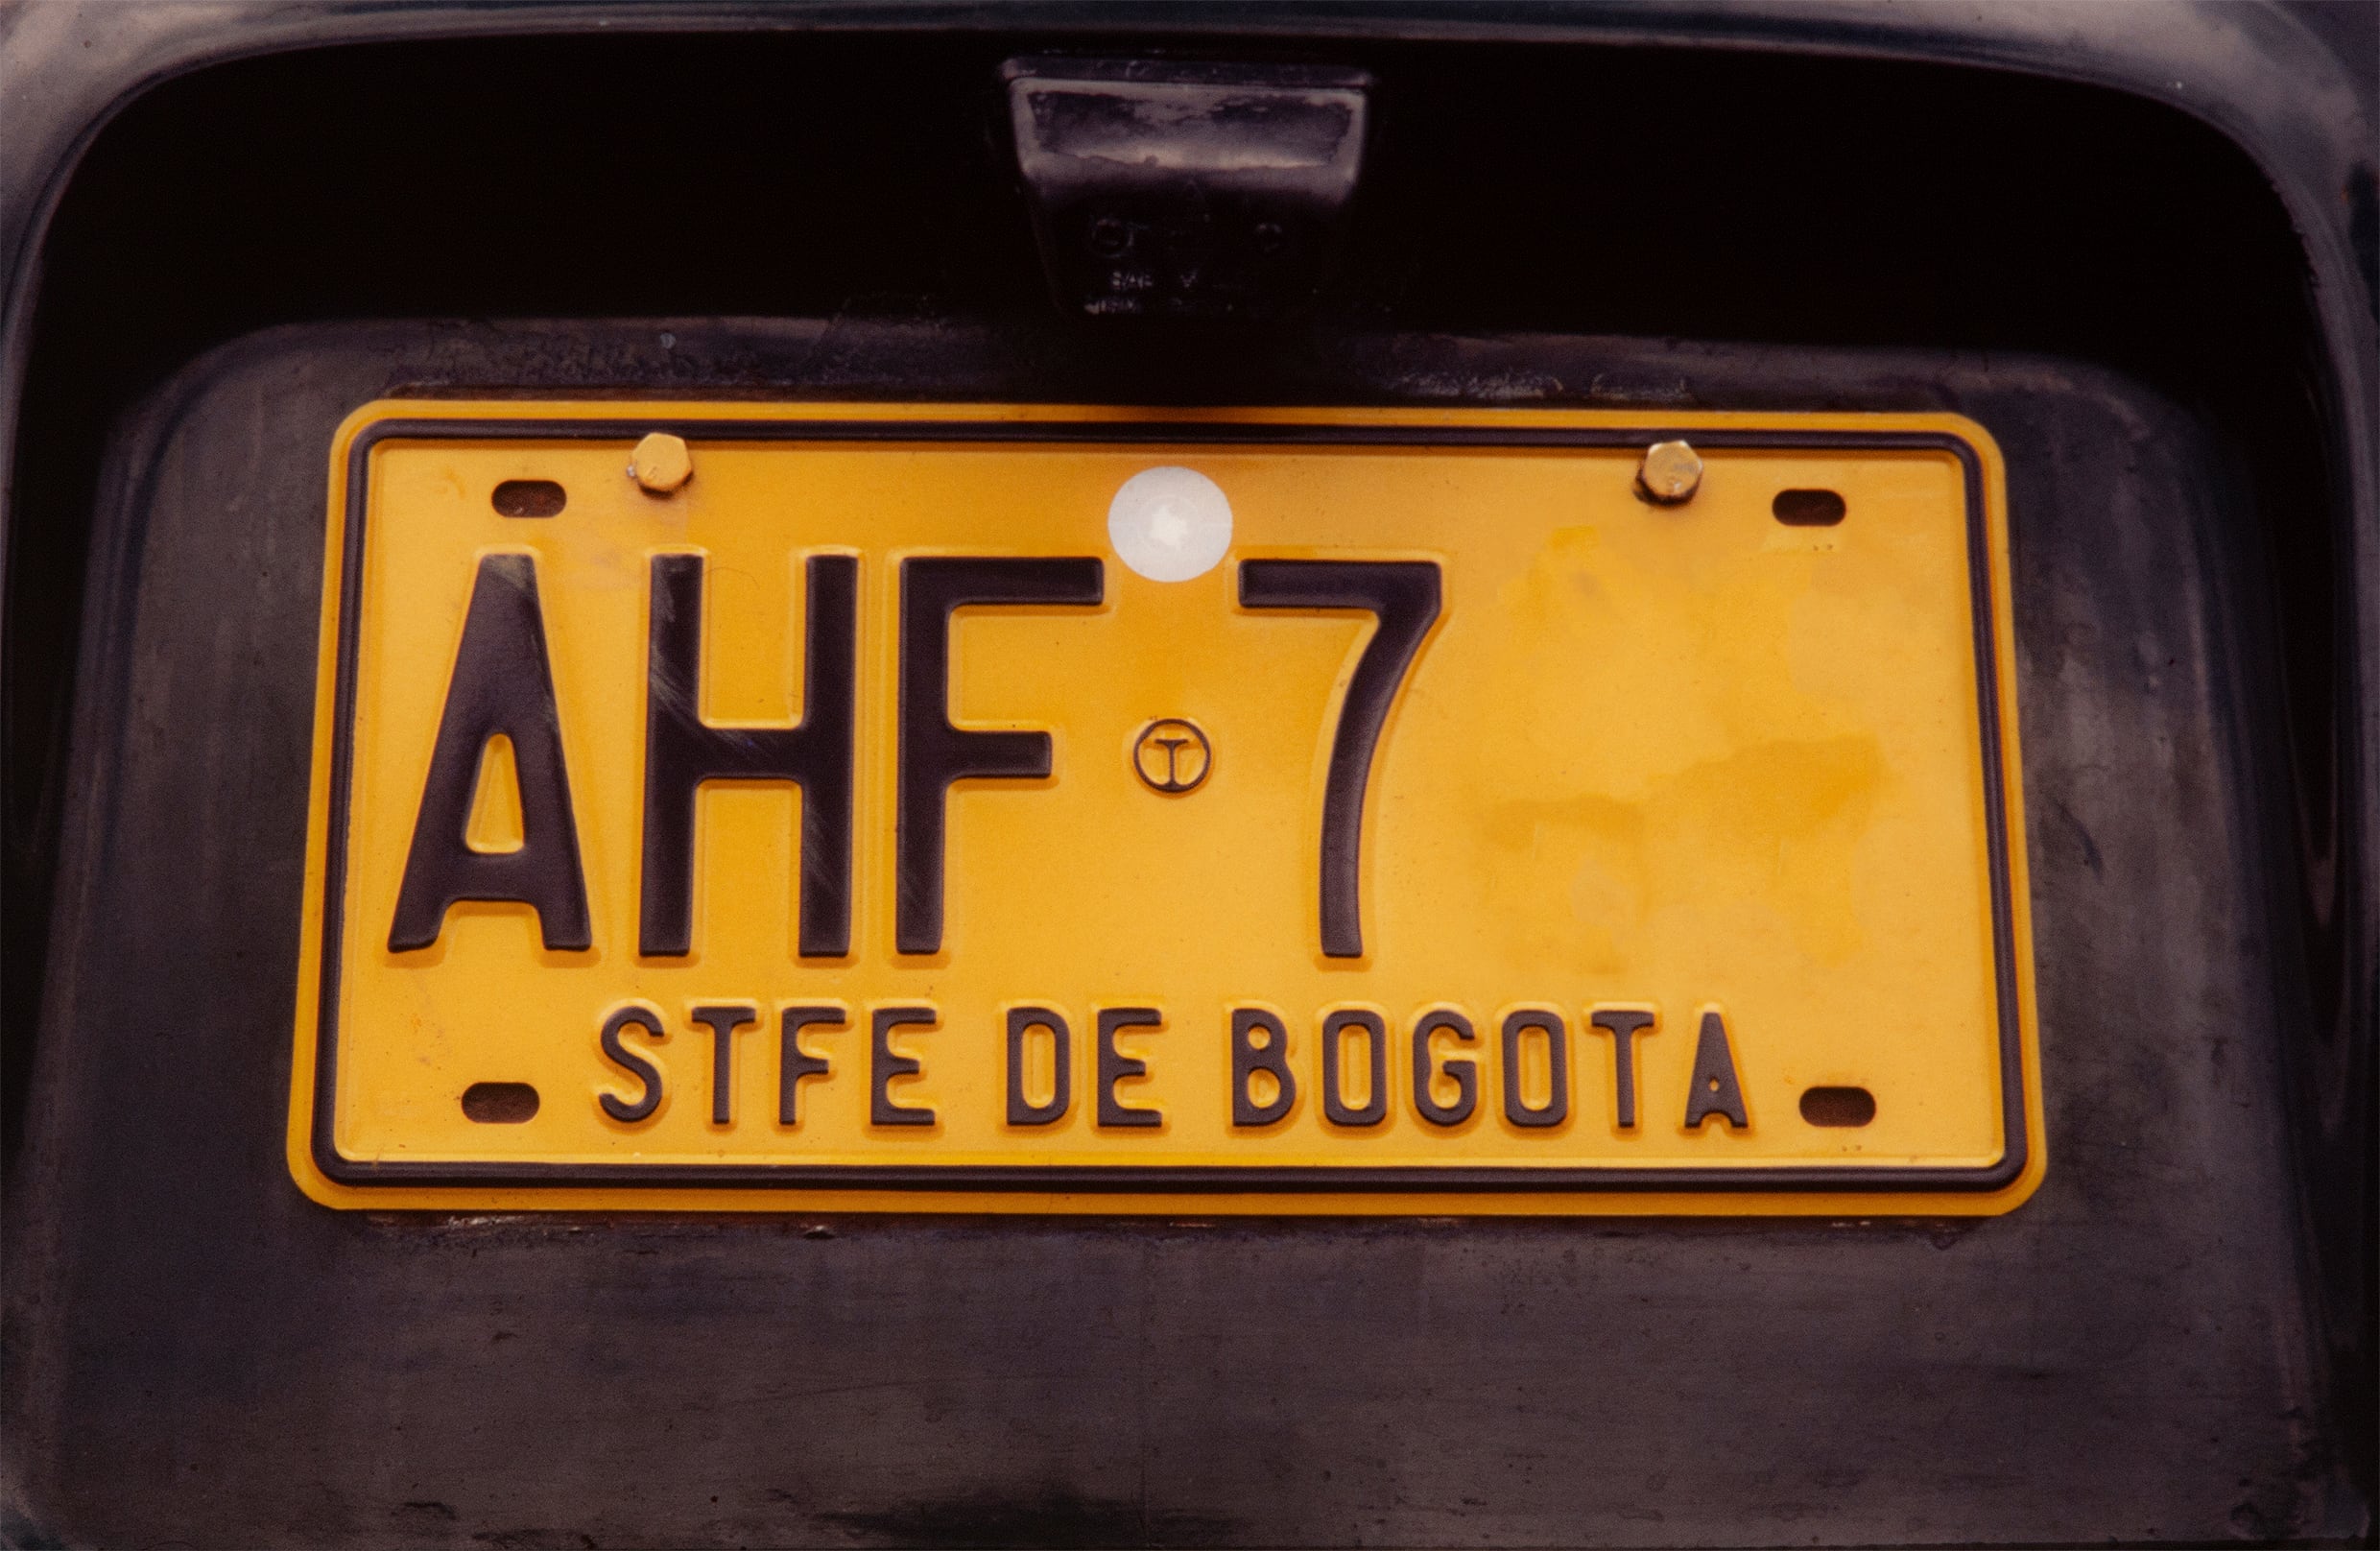 AHF T 7
STFE DE BOGOTA